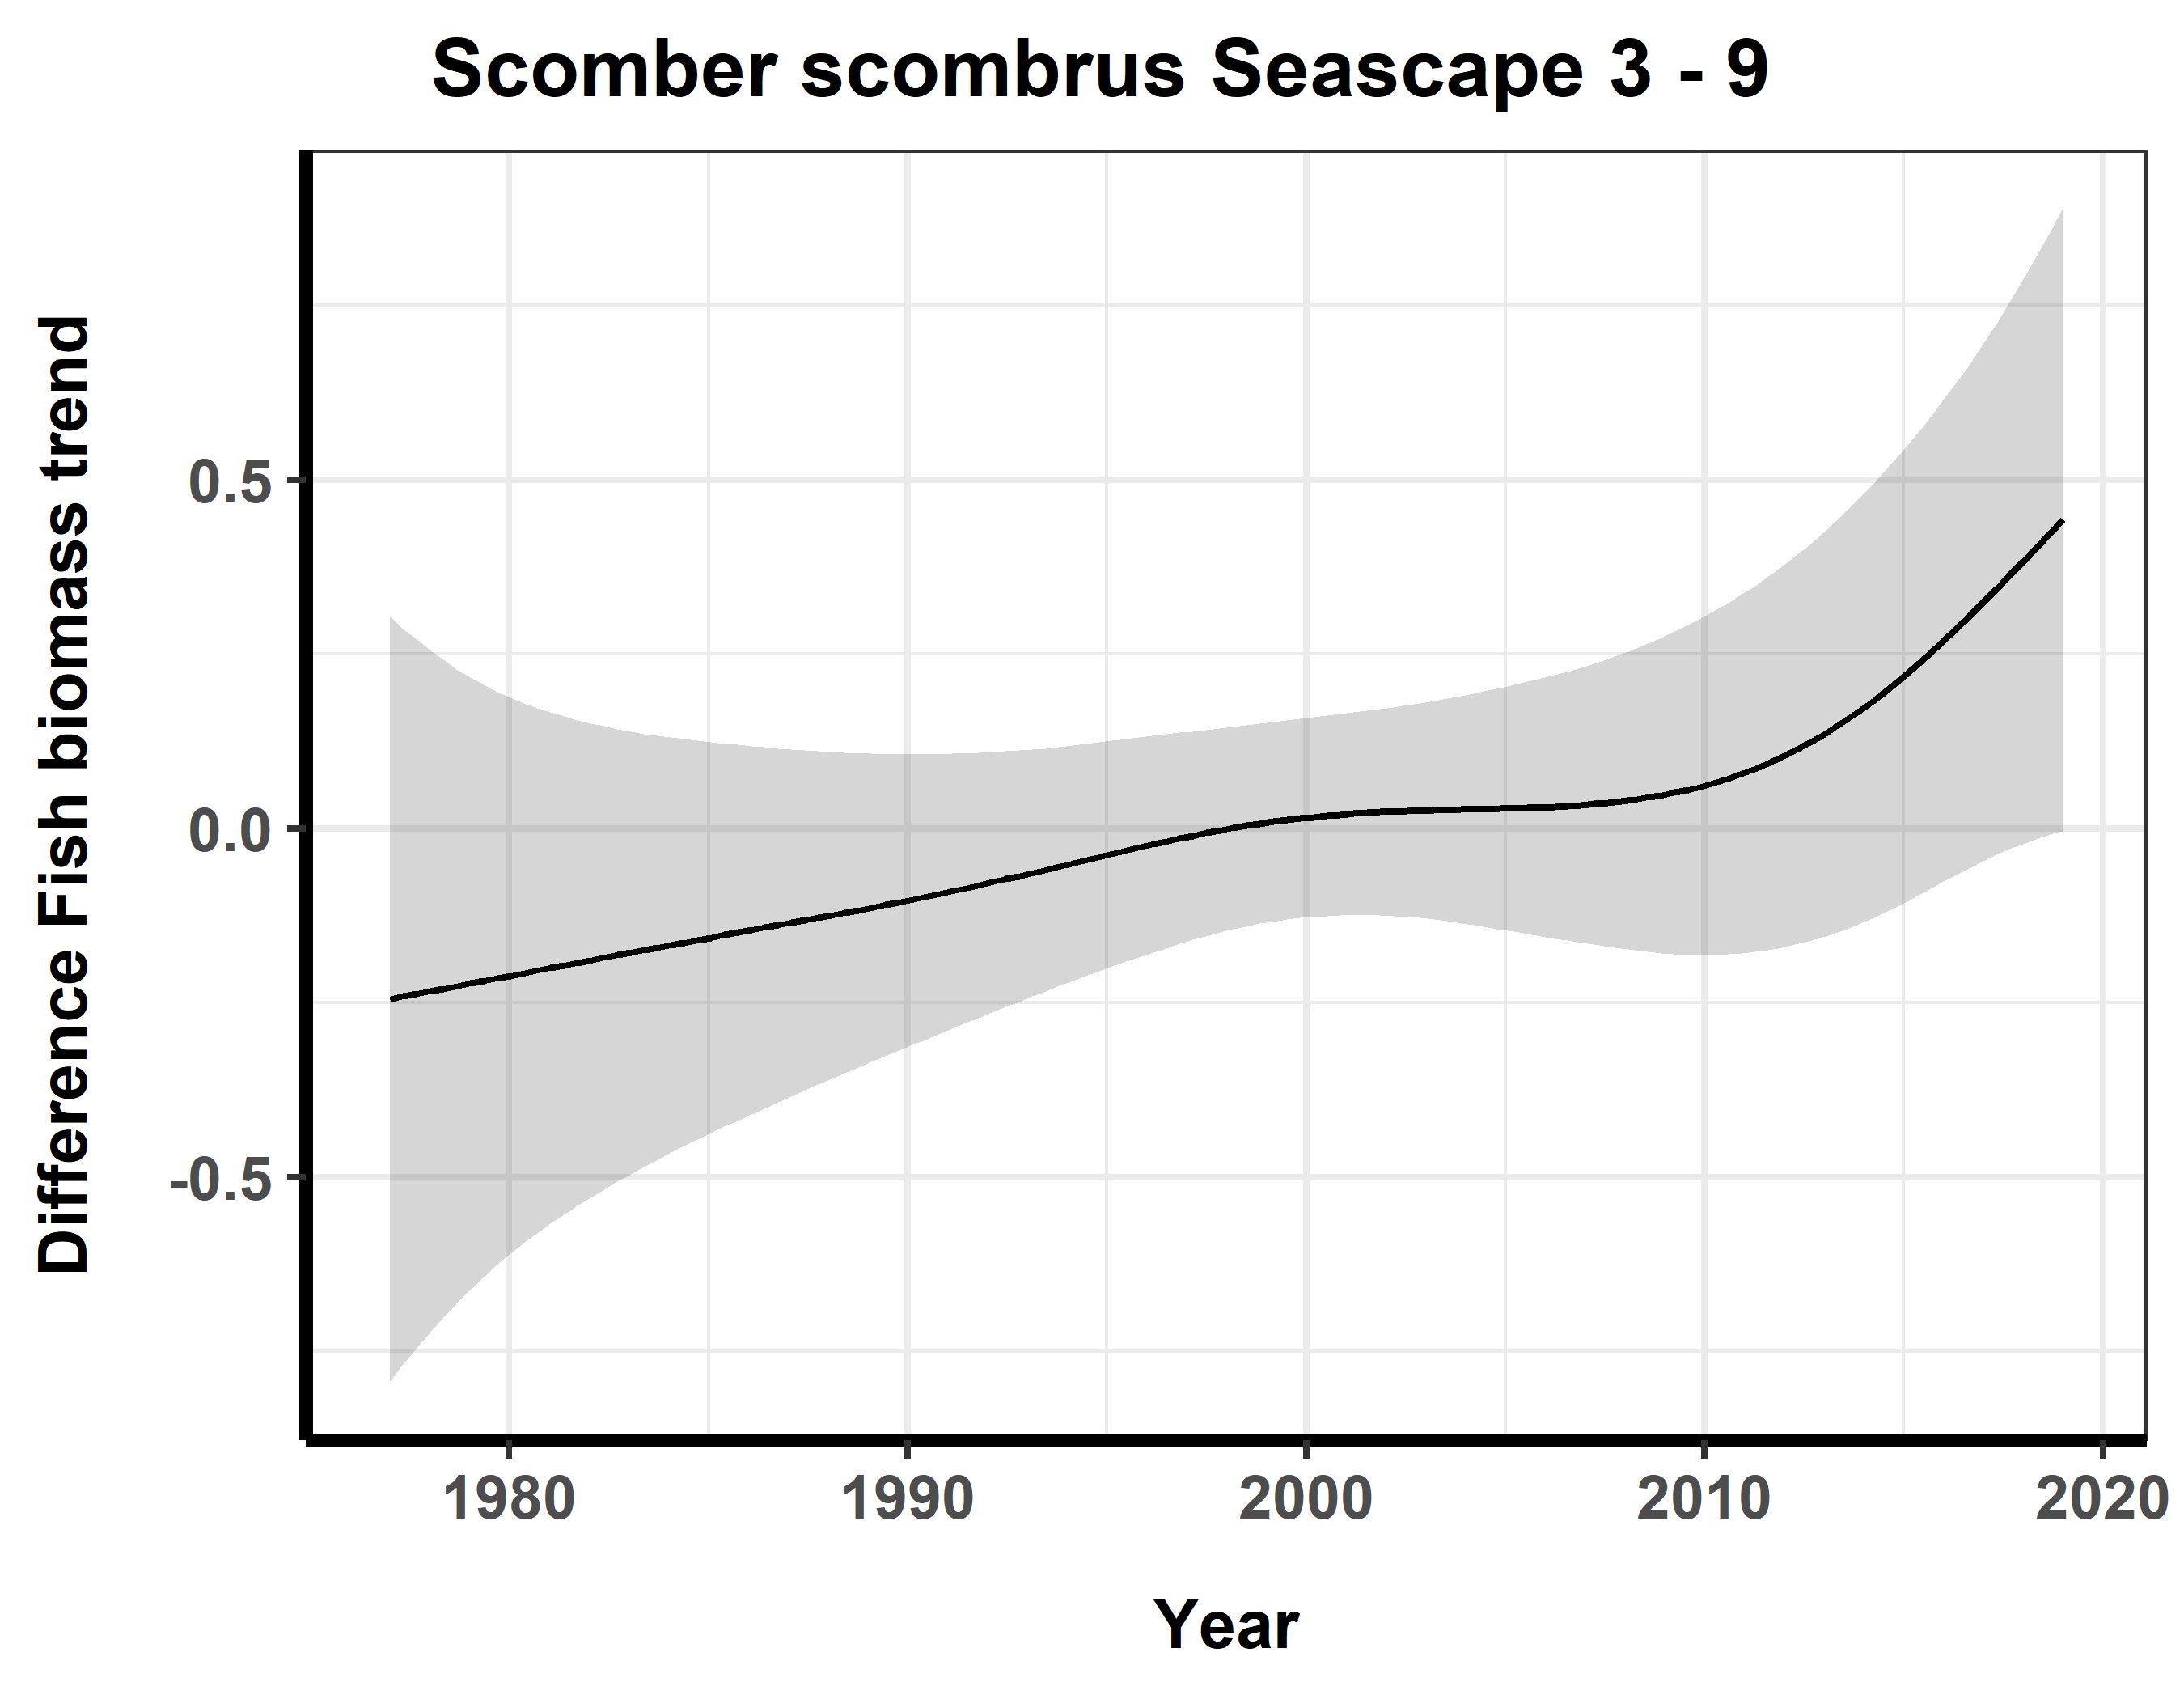 Scomber scombrus Seascape 3 - 9
Difference Fish biomass trend
0.5
0.0
-0.5
1980 1990 2000 2010 2020
Year